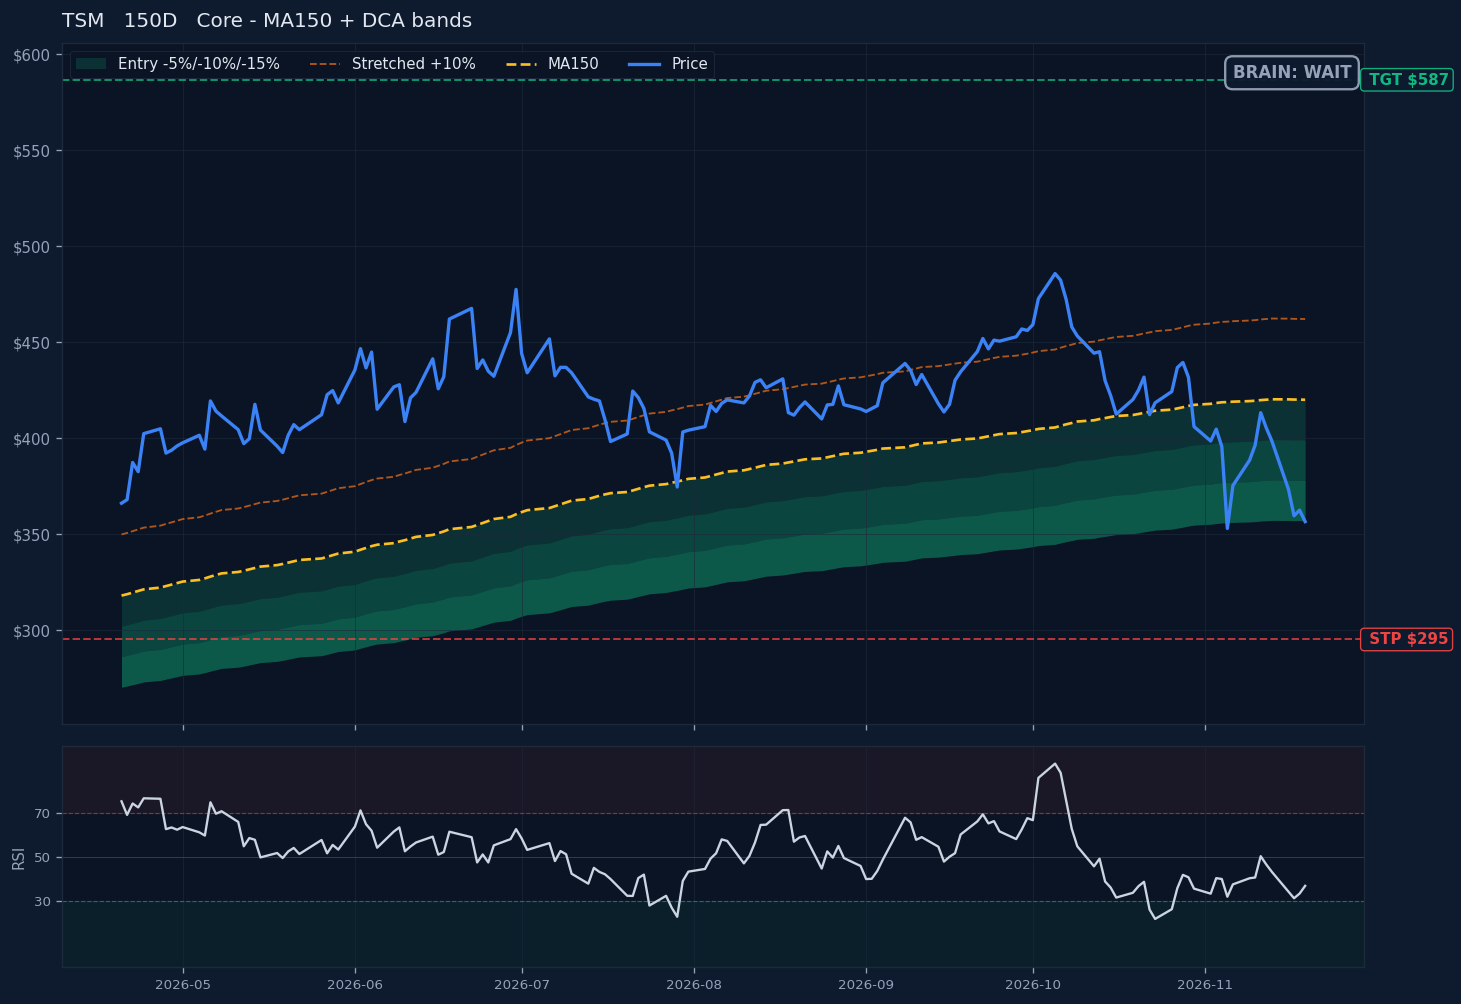 TSM 150D Core - MA150 + DCA bands
$600
Entry -5%/-10%/-15% Stretched +10% MA150 Price
BRAIN: WAIT
TGT $587
$550
$500
$450
$400
$350
$300
STP $295
70
50
30
RSI
2026-05 2026-06 2026-07 2026-08 2026-09 2026-10 2026-11